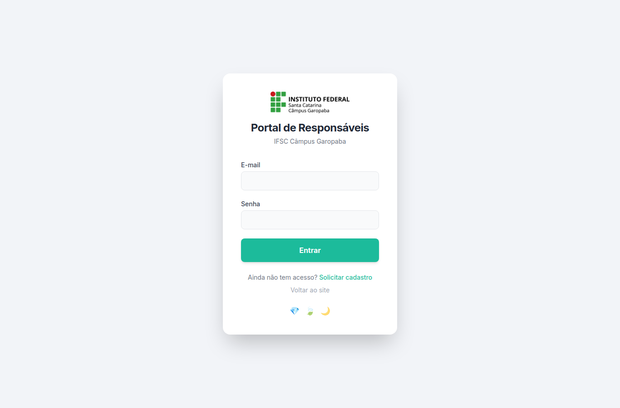 INSTITUTO FEDERAL
Santa Catarina
Câmpus Garopaba
Portal de Responsáveis
IFSC Câmpus Garopaba
E-mail
Senha
Entrar
Ainda não tem acesso? Solicitar cadastro
Voltar ao site